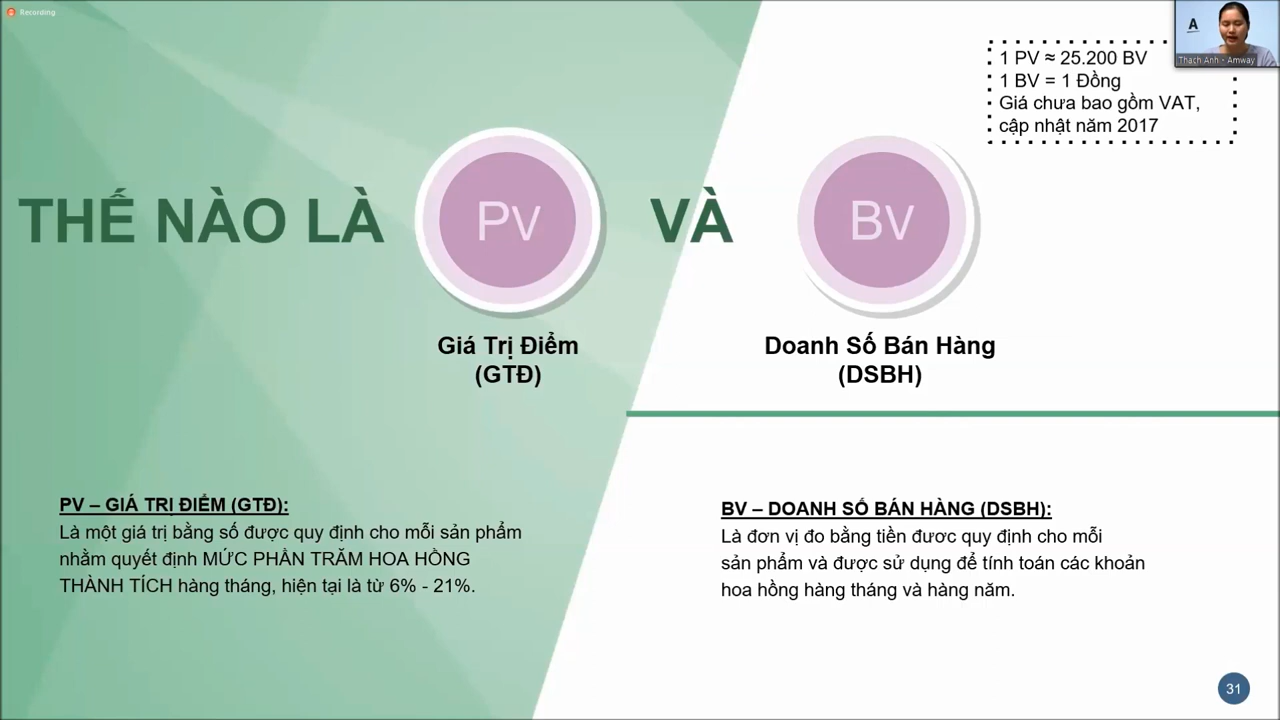 Recording
A
Thạch Anh - Amway
1 PV ≈ 25.200 BV
1 BV = 1 Đồng
Giá chưa bao gồm VAT,
cập nhật năm 2017
THẾ NÀO LÀ PV VÀ BV
Giá Trị Điểm
(GTĐ)
Doanh Số Bán Hàng
(DSBH)
PV – GIÁ TRỊ ĐIỂM (GTĐ):
Là một giá trị bằng số được quy định cho mỗi sản phẩm
nhằm quyết định MỨC PHẦN TRĂM HOA HỒNG
THÀNH TÍCH hàng tháng, hiện tại là từ 6% - 21%.
BV – DOANH SỐ BÁN HÀNG (DSBH):
Là đơn vị đo bằng tiền đươc quy định cho mỗi
sản phẩm và được sử dụng để tính toán các khoản
hoa hồng hàng tháng và hàng năm.
31